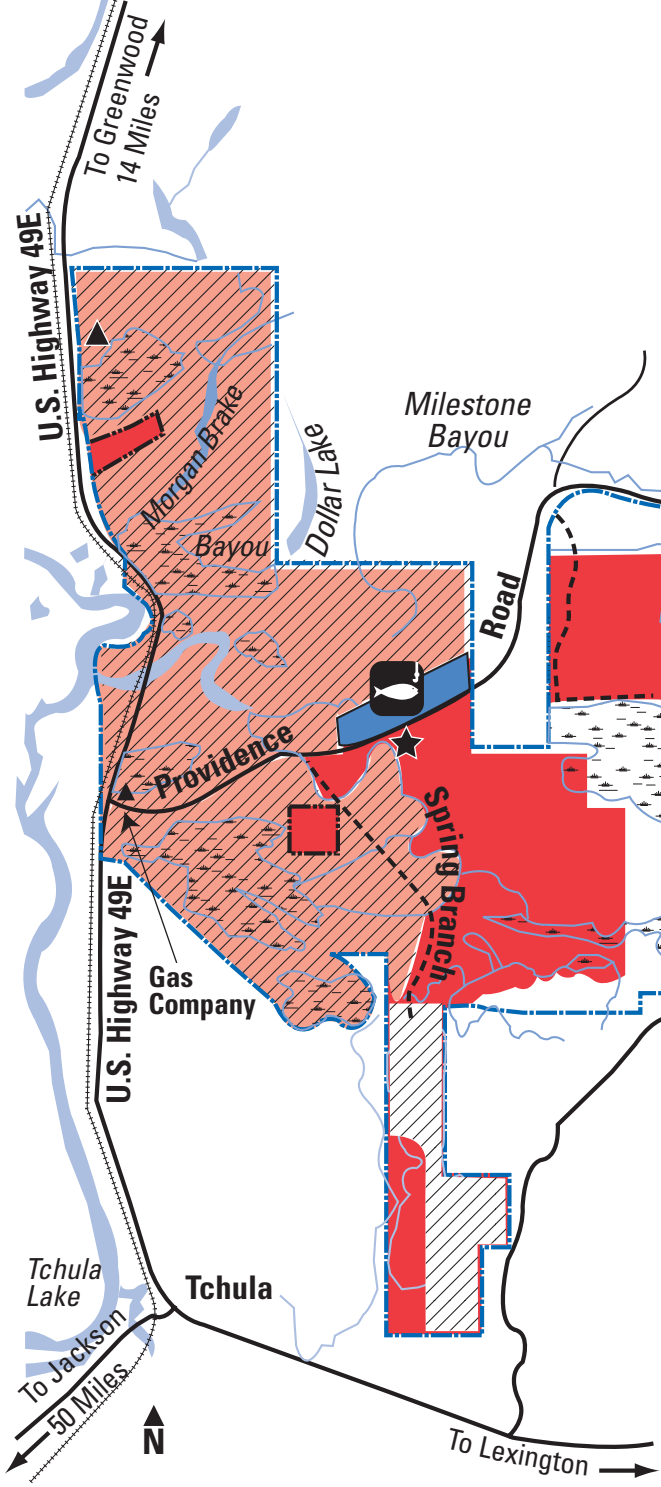 To Greenwood
14 Miles
U.S. Highway 49E
Milestone
Bayou
Morgan Brake
Dollar Lake
Bayou
Road
Providence
Spring Branch
Gas
Company
U.S. Highway 49E
Tchula
Lake
Tchula
To Jackson
50 Miles
N
To Lexington